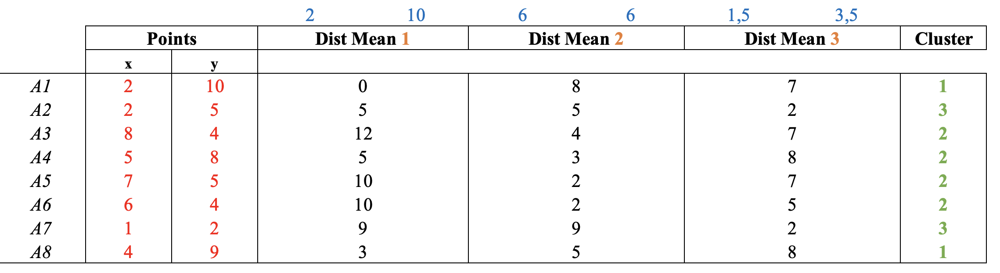 2 10 6 6 1,5 3,5
Points Dist Mean 1 Dist Mean 2 Dist Mean 3 Cluster
x y
A1 2 10 0 8 7 1
A2 2 5 5 5 2 3
A3 8 4 12 4 7 2
A4 5 8 5 3 8 2
A5 7 5 10 2 7 2
A6 6 4 10 2 5 2
A7 1 2 9 9 2 3
A8 4 9 3 5 8 1